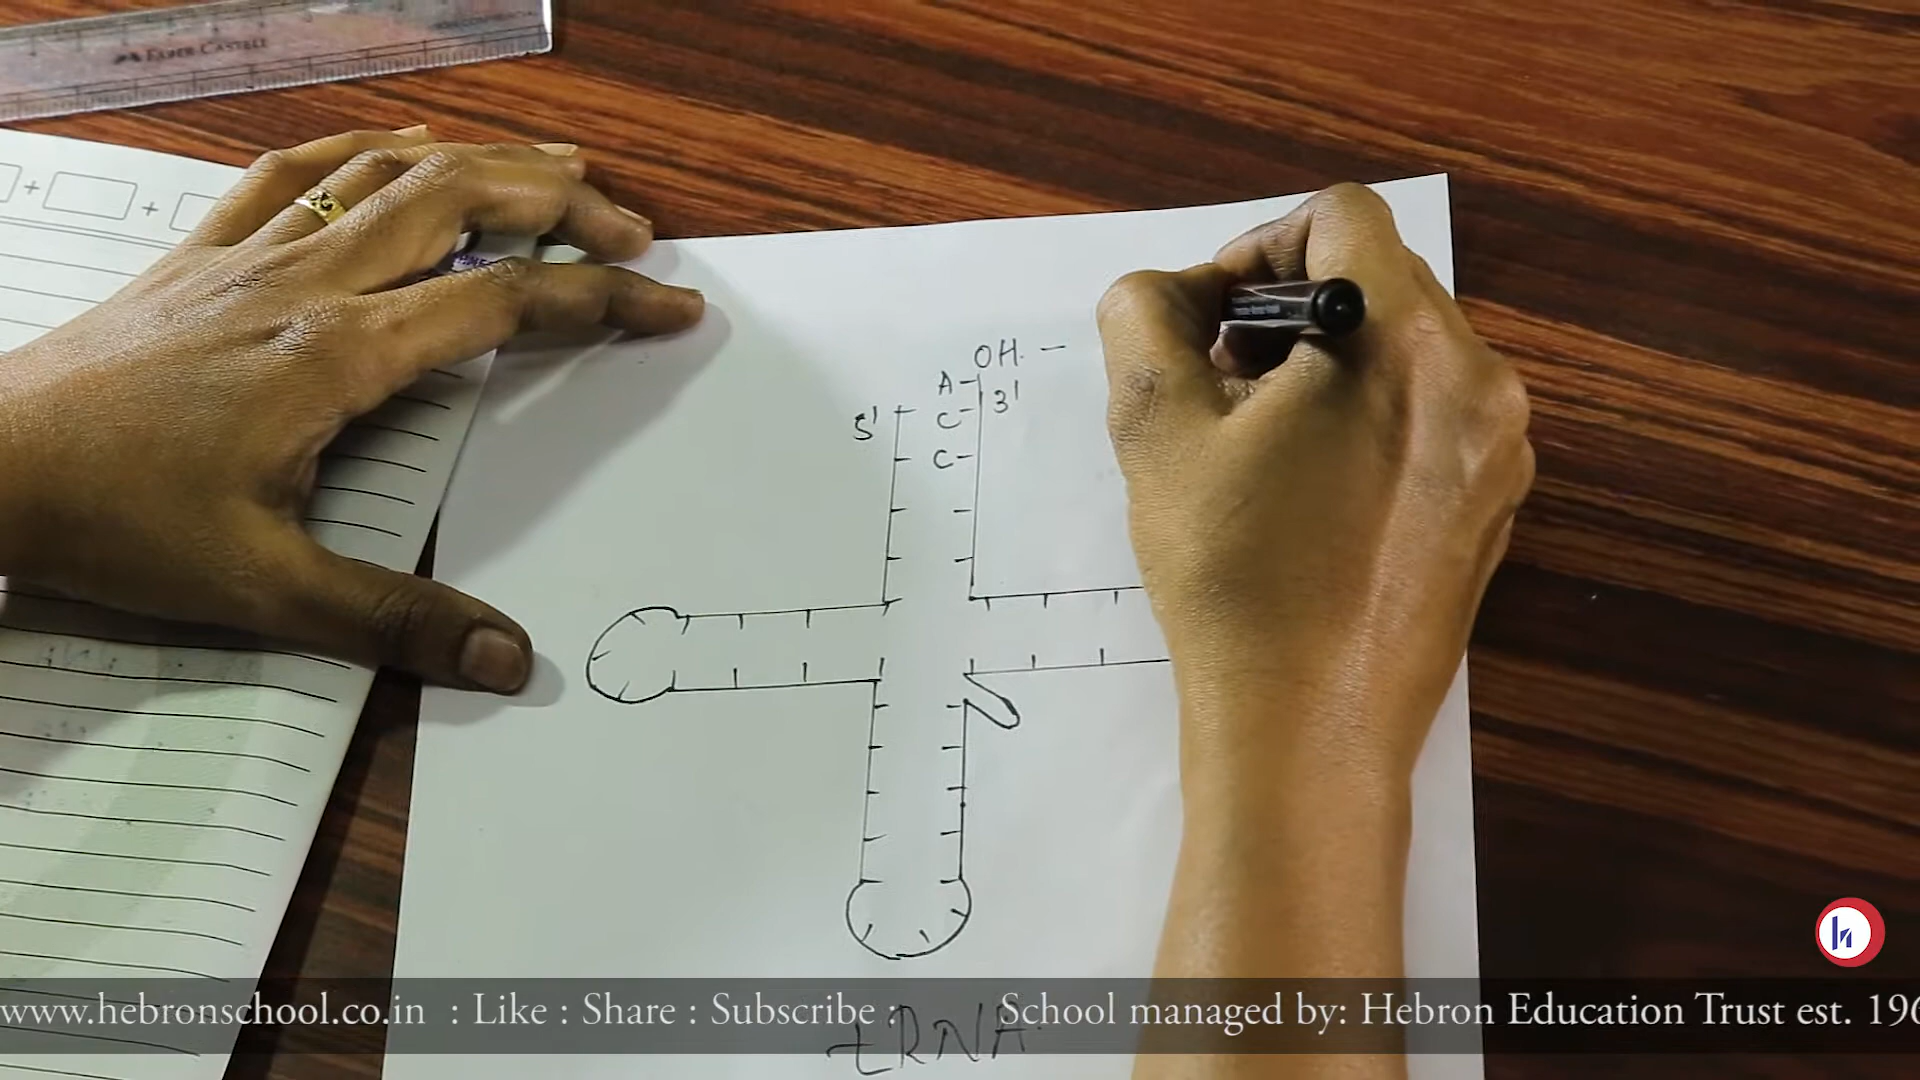 FABER-CASTELL
+ +
OH. -
A-
3'
5'
C-
C-
www.hebronschool.co.in : Like : Share : Subscribe : School managed by: Hebron Education Trust est. 196
tRNA